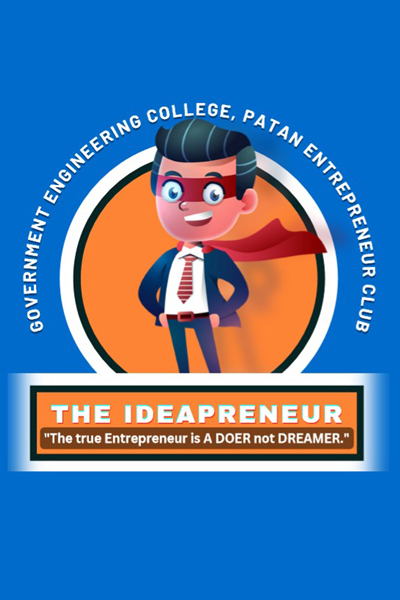 GOVERNMENT ENGINEERING COLLEGE, PATAN ENTREPRENEUR CLUB
THE IDEAPRENEUR
"The true Entrepreneur is A DOER not DREAMER."